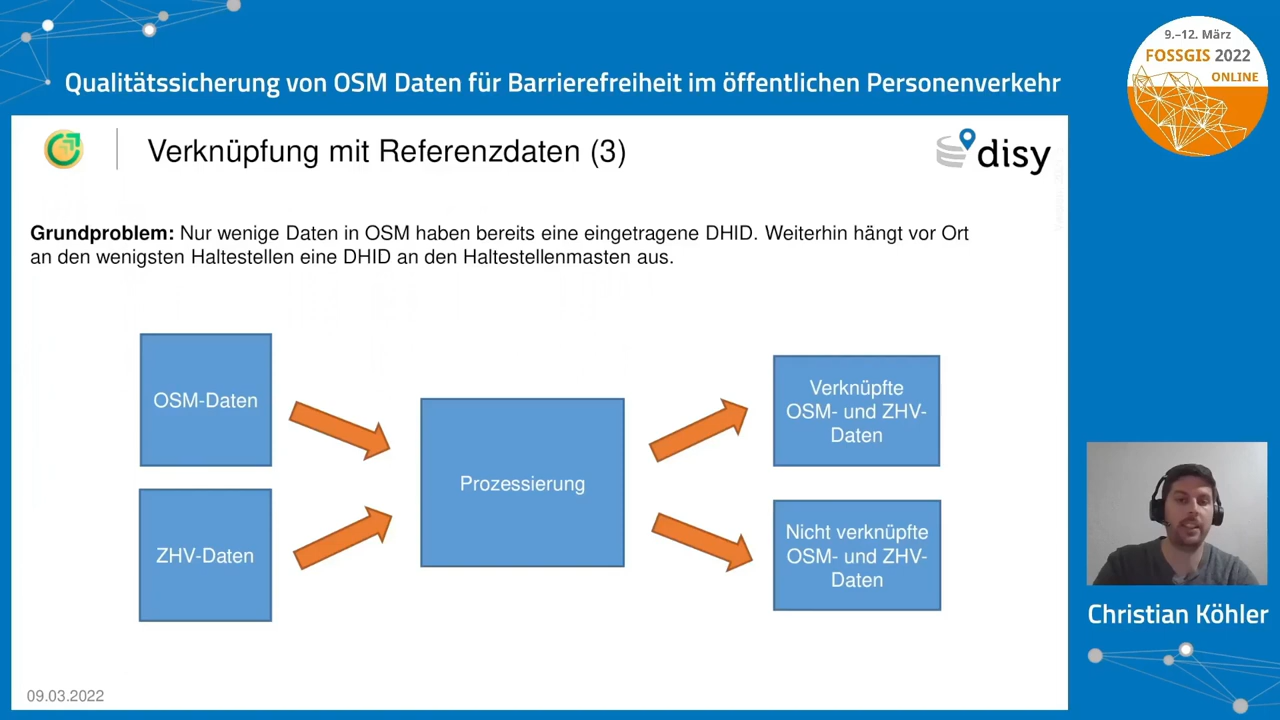 9.–12. März
FOSSGIS 2022
ONLINE
Qualitätssicherung von OSM Daten für Barrierefreiheit im öffentlichen Personenverkehr
Verknüpfung mit Referenzdaten (3)
disy
Grundproblem: Nur wenige Daten in OSM haben bereits eine eingetragene DHID. Weiterhin hängt vor Ort
an den wenigsten Haltestellen eine DHID an den Haltestellenmasten aus.
OSM-Daten
ZHV-Daten
Prozessierung
Verknüpfte
OSM- und ZHV-
Daten
Nicht verknüpfte
OSM- und ZHV-
Daten
Christian Köhler
09.03.2022